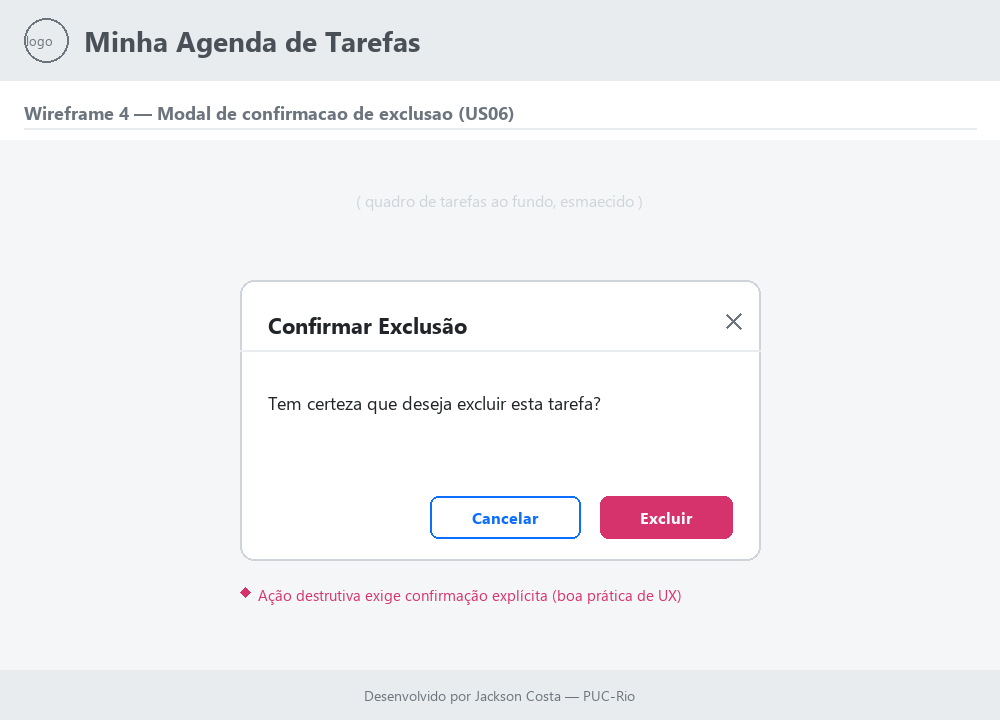 logo
Minha Agenda de Tarefas
Wireframe 4 — Modal de confirmacao de exclusao (US06)
( quadro de tarefas ao fundo, esmaecido )
Confirmar Exclusão
Tem certeza que deseja excluir esta tarefa?
Cancelar
Excluir
Ação destrutiva exige confirmação explícita (boa prática de UX)
Desenvolvido por Jackson Costa — PUC-Rio